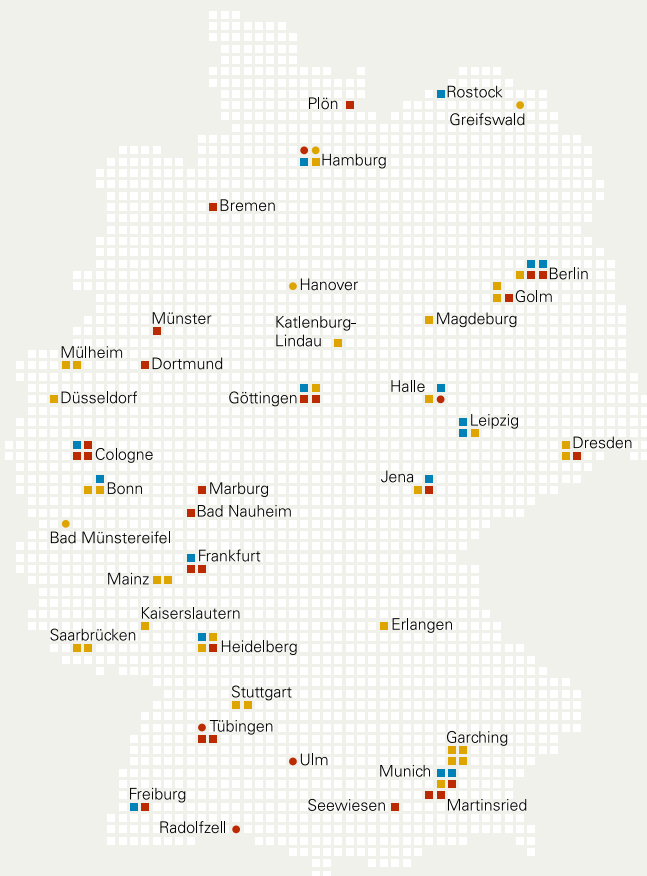 Rostock
Plön
Greifswald
Hamburg
Bremen
Berlin
Hanover
Golm
Münster
Katlenburg-
Lindau
Magdeburg
Mülheim
Dortmund
Düsseldorf
Göttingen
Halle
Leipzig
Dresden
Cologne
Jena
Bonn
Marburg
Bad Nauheim
Bad Münstereifel
Frankfurt
Mainz
Kaiserslautern
Erlangen
Saarbrücken
Heidelberg
Stuttgart
Tübingen
Garching
Ulm
Munich
Freiburg
Seewiesen
Martinsried
Radolfzell